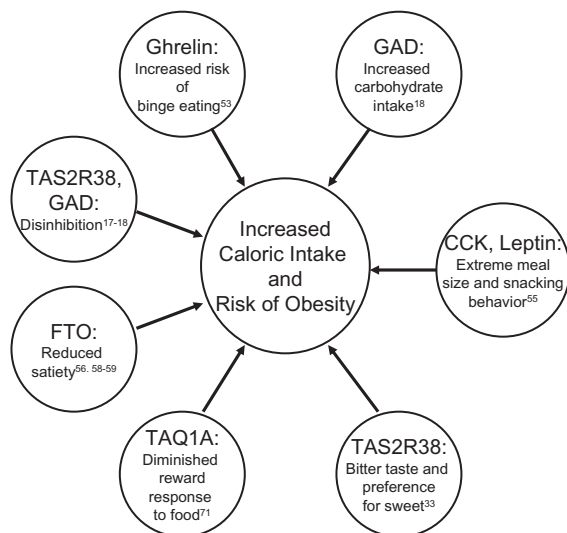 Ghrelin:
Increased risk
of
binge eating⁵³
GAD:
Increased
carbohydrate
intake¹⁸
TAS2R38,
GAD:
Disinhibition¹⁷⁻¹⁸
Increased
Caloric Intake
and
Risk of Obesity
CCK, Leptin:
Extreme meal
size and snacking
behavior⁵⁵
FTO:
Reduced
satiety⁵⁶· ⁵⁸⁻⁵⁹
TAQ1A:
Diminished
reward
response
to food⁷¹
TAS2R38:
Bitter taste and
preference
for sweet³³